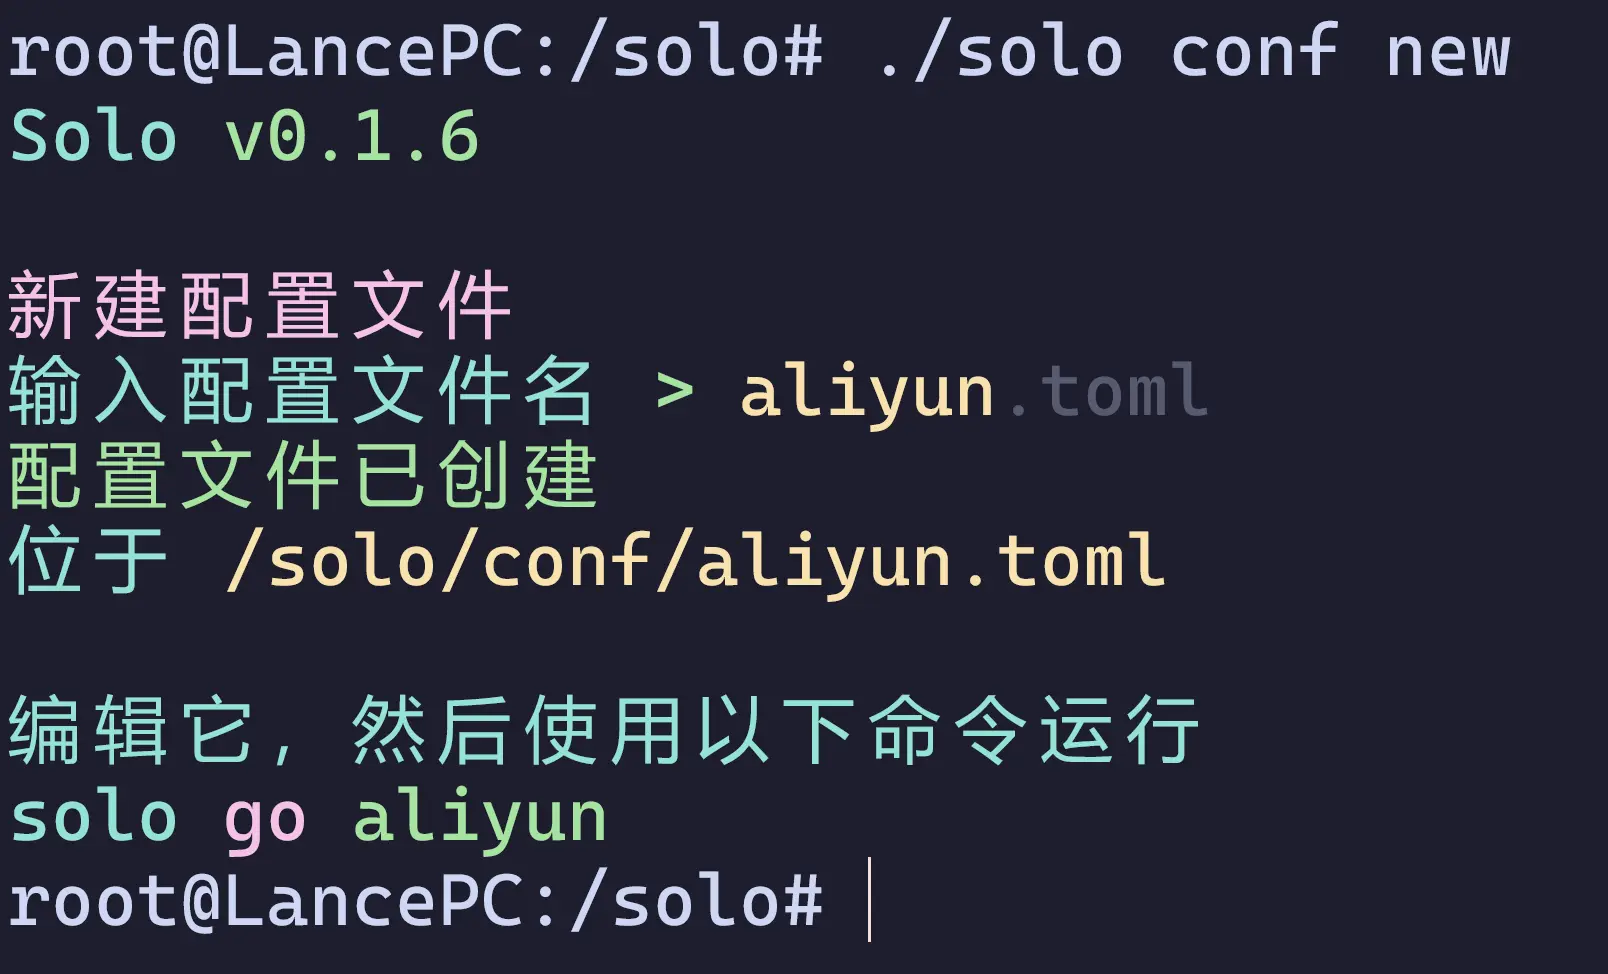 root@LancePC:/solo# ./solo conf new
Solo v0.1.6
新建配置文件
输入配置文件名 > aliyun.toml
配置文件已创建
位于 /solo/conf/aliyun.toml
编辑它, 然后使用以下命令运行
solo go aliyun
root@LancePC:/solo#